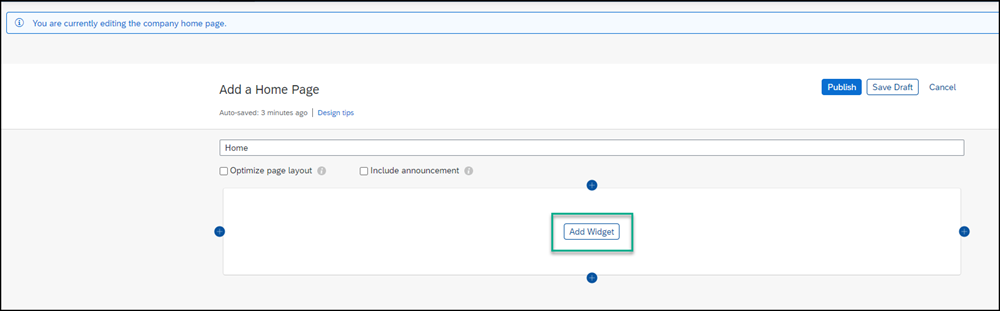 You are currently editing the company home page.
Add a Home Page
Publish
Save Draft
Cancel
Auto-saved: 3 minutes ago | Design tips
Home
Optimize page layout
Include announcement
Add Widget